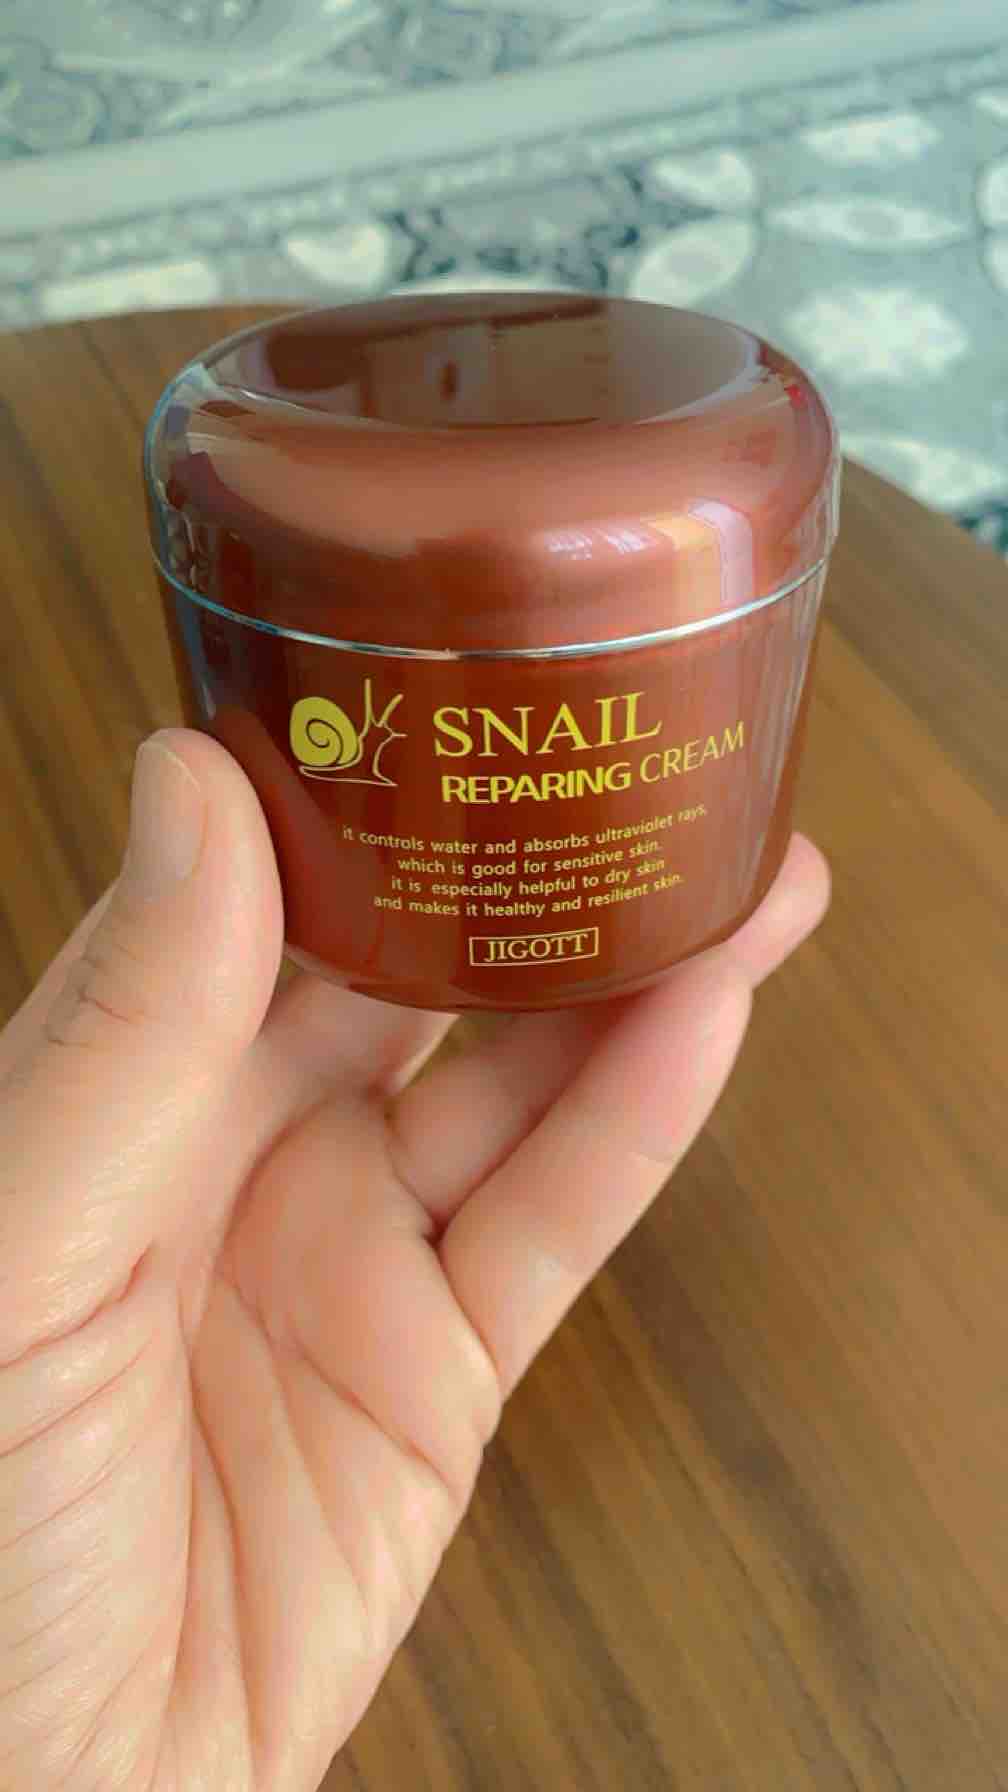 SNAIL
REPARING CREAM
it controls water and absorbs ultraviolet rays,
which is good for sensitive skin.
it is especially helpful to dry skin
and makes it healthy and resilient skin.
JIGOTT